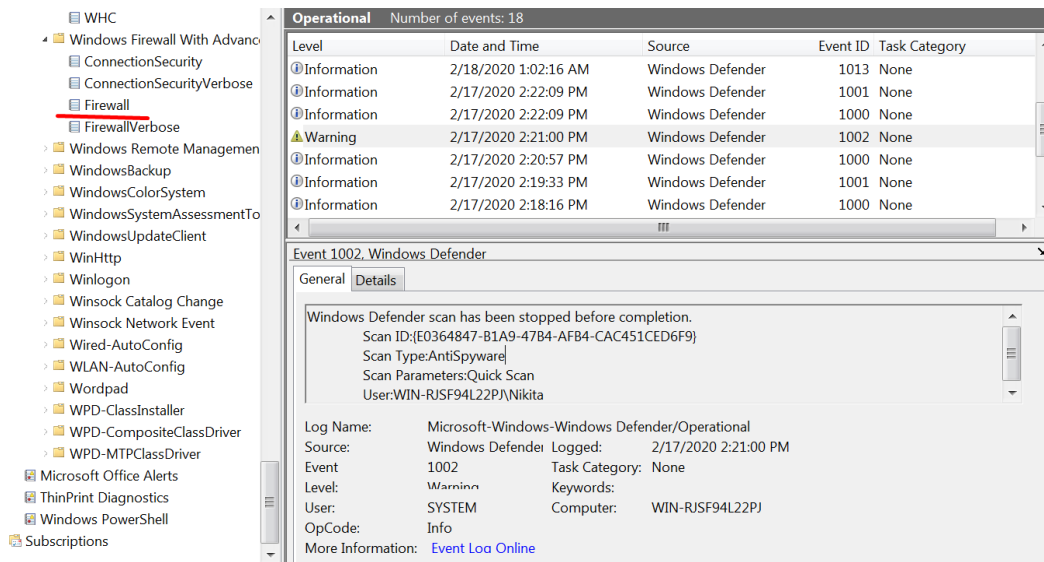 WHC
Windows Firewall With Advanc
ConnectionSecurity
ConnectionSecurityVerbose
Firewall
FirewallVerbose
Windows Remote Managemen
WindowsBackup
WindowsColorSystem
WindowsSystemAssessmentTo
WindowsUpdateClient
WinHttp
Winlogon
Winsock Catalog Change
Winsock Network Event
Wired-AutoConfig
WLAN-AutoConfig
Wordpad
WPD-ClassInstaller
WPD-CompositeClassDriver
WPD-MTPClassDriver
Microsoft Office Alerts
ThinPrint Diagnostics
Windows PowerShell
Subscriptions
Operational Number of events: 18
Level Date and Time Source Event ID Task Category
Information 2/18/2020 1:02:16 AM Windows Defender 1013 None
Information 2/17/2020 2:22:09 PM Windows Defender 1001 None
Information 2/17/2020 2:22:09 PM Windows Defender 1000 None
Warning 2/17/2020 2:21:00 PM Windows Defender 1002 None
Information 2/17/2020 2:20:57 PM Windows Defender 1000 None
Information 2/17/2020 2:19:33 PM Windows Defender 1001 None
Information 2/17/2020 2:18:16 PM Windows Defender 1000 None
Event 1002, Windows Defender
General Details
Windows Defender scan has been stopped before completion.
Scan ID:{E0364847-B1A9-47B4-AFB4-CAC451CED6F9}
Scan Type:AntiSpyware
Scan Parameters:Quick Scan
User:WIN-RJSF94L22PJ\Nikita
Log Name: Microsoft-Windows-Windows Defender/Operational
Source: Windows Defender Logged: 2/17/2020 2:21:00 PM
Event 1002 Task Category: None
Level: Warning Keywords:
User: SYSTEM Computer: WIN-RJSF94L22PJ
OpCode: Info
More Information: Event Log Online